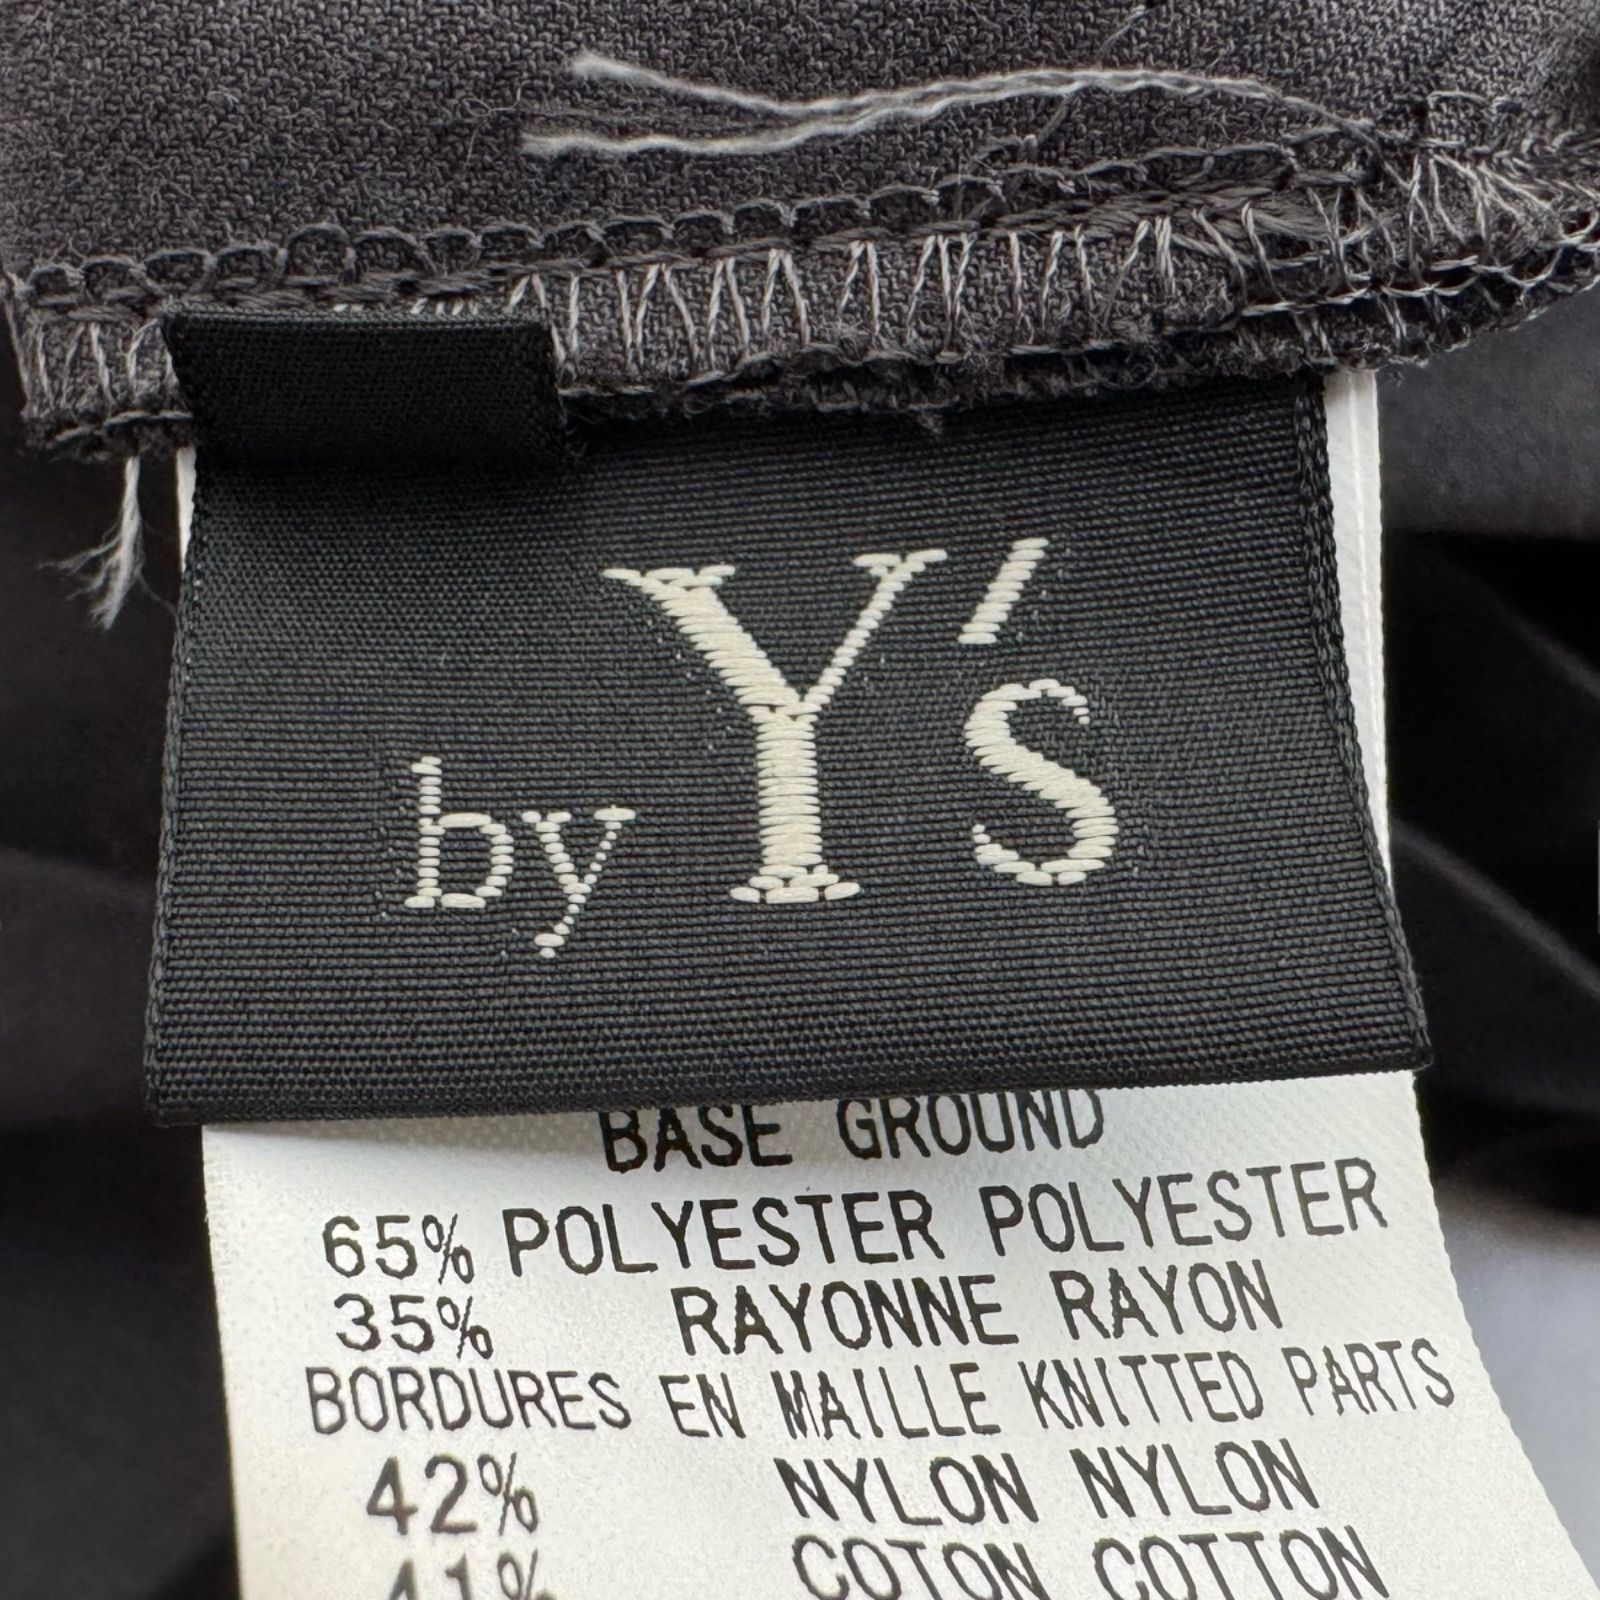 by Y's
BASE GROUND
65% POLYESTER POLYESTER
35% RAYONNE RAYON
BORDURES EN MAILLE KNITTED PARTS
42% NYLON NYLON
41% COTON COTTON